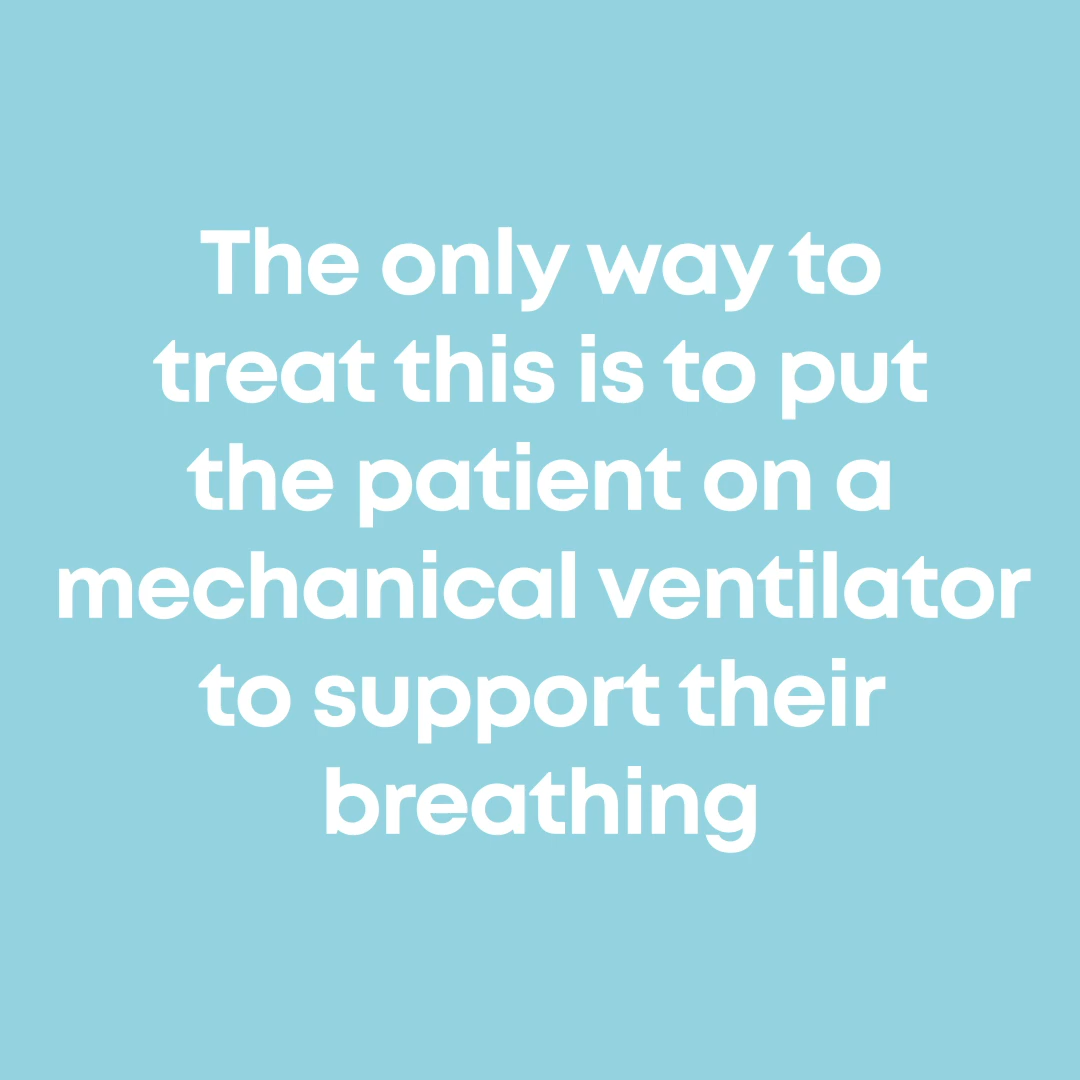 The only way to
treat this is to put
the patient on a
mechanical ventilator
to support their
breathing